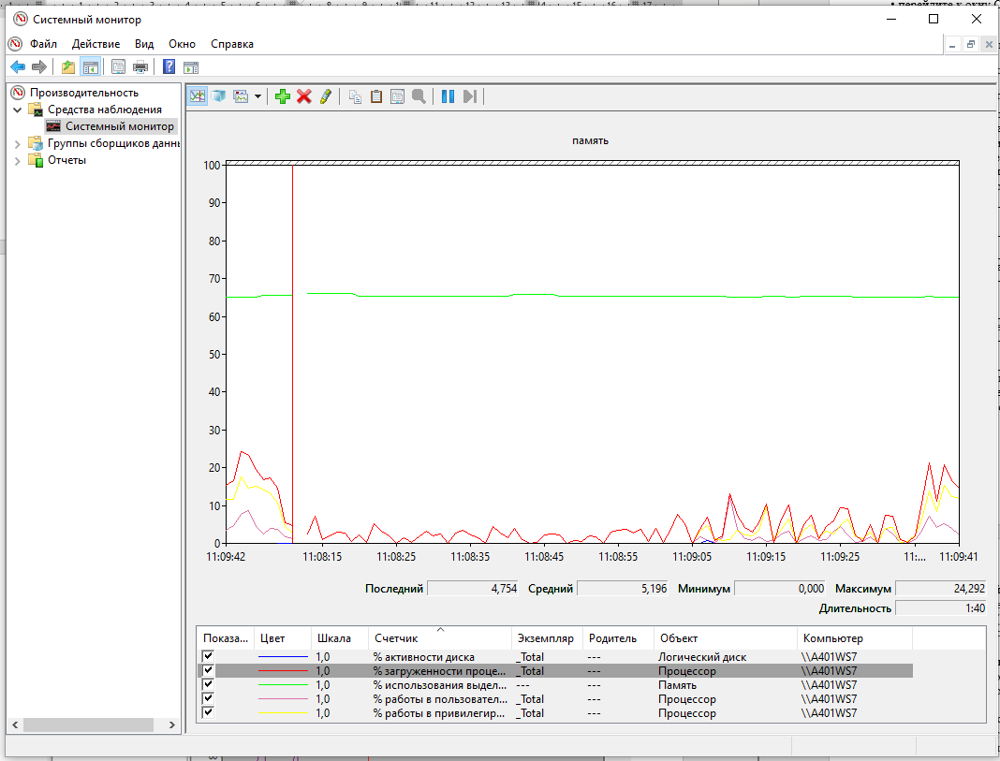 перейдите к окну
Системный монитор
Файл Действие Вид Окно Справка
Производительность
Средства наблюдения
Системный монитор
Группы сборщиков данн
Отчеты
память
100
90
80
70
60
50
40
30
20
10
0
11:09:42 11:08:15 11:08:25 11:08:35 11:08:45 11:08:55 11:09:05 11:09:15 11:09:25 11:... 11:09:41
Последний 4,754 Средний 5,196 Минимум 0,000 Максимум 24,292
Длительность 1:40
Показа... Цвет Шкала Счетчик Экземпляр Родитель Объект Компьютер
1,0 % активности диска _Total --- Логический диск \\A401WS7
1,0 % загруженности проце... _Total --- Процессор \\A401WS7
1,0 % использования выдел... --- --- Память \\A401WS7
1,0 % работы в пользовател... _Total --- Процессор \\A401WS7
1,0 % работы в привилегир... _Total --- Процессор \\A401WS7